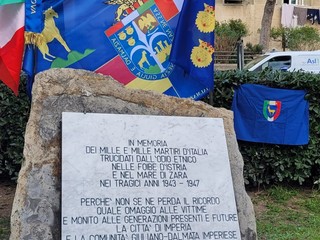 IN MEMORIA
DEI MILLE E MILLE MARTIRI D'ITALIA
TRUCIDATI DALL'ODIO ETNICO
NELLE FOIBE D'ISTRIA
E NEL MARE DI ZARA
NEI TRAGICI ANNI 1943 - 1947
PERCHÈ NON SE NE PERDA IL RICORDO
QUALE OMAGGIO ALLE VITTIME
E MONITO ALLE GENERAZIONI PRESENTI E FUTURE
LA CITTA' DI IMPERIA
E LA COMUNITÀ GIULIANO-DALMATA IMPERIESE